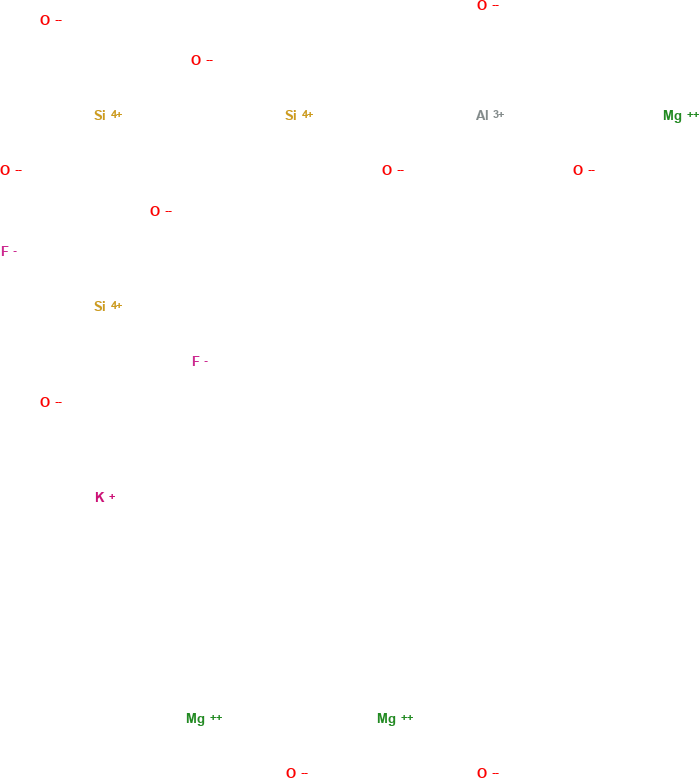 O --
O --
O --
Si 4+ Si 4+ Al 3+ Mg ++
O -- O -- O --
O --
F -
Si 4+
F -
O --
K +
Mg ++ Mg ++
O -- O --